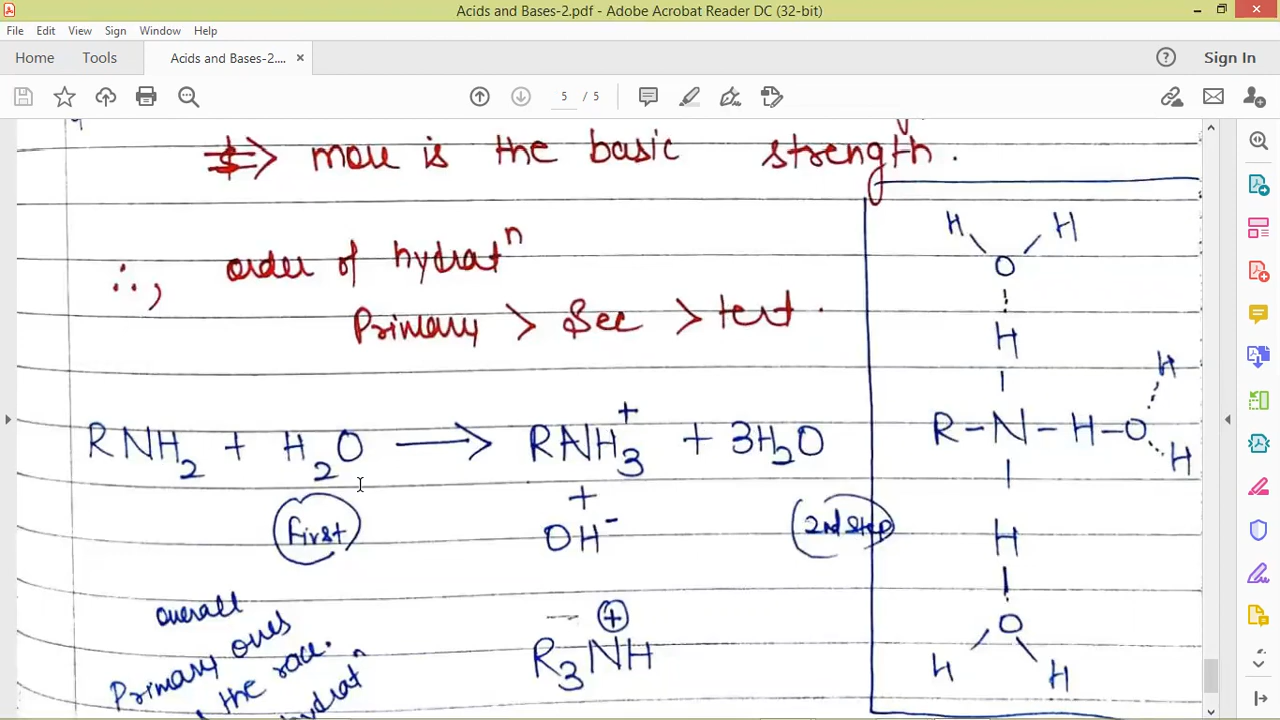 Acids and Bases-2.pdf - Adobe Acrobat Reader DC (32-bit)
File Edit View Sign Window Help
Home Tools Acids and Bases-2.... × Sign In
5 / 5
$⇒ more is the basic strength.
∴, order of hydratⁿ
Primary > Sec > tert.
RNH₂ + H₂O ⟶ RNH₃⁺ + 3H₂O
+
First OH⁻ 2nd step
overall
Primary ones
the race.
hydratⁿ
— ⊕
R₃NH
H H
O
H
H
R-N-H-O
H
H
O
H H